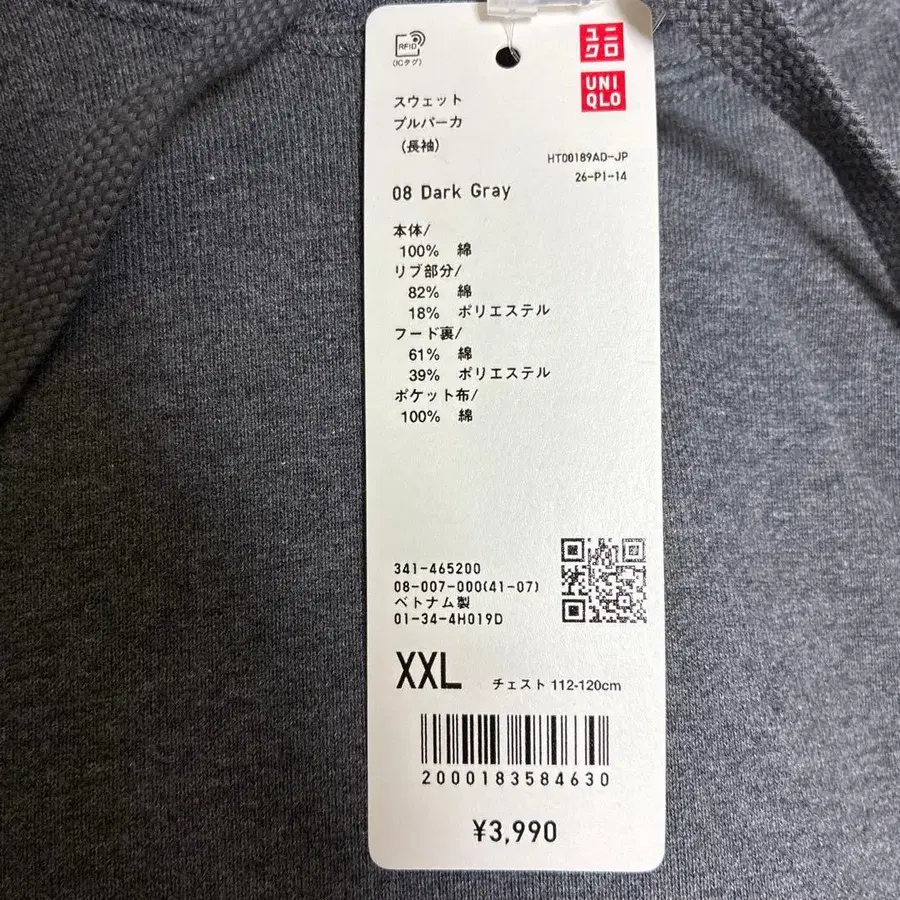 RFID
(ICタグ)
ユニ
クロ
UNI
QLO
スウェット
プルパーカ
(長袖)
HT00189AD-JP
26-P1-14
08 Dark Gray
本体/
100% 綿
リブ部分/
82% 綿
18% ポリエステル
フード裏/
61% 綿
39% ポリエステル
ポケット布/
100% 綿
341-465200
08-007-000(41-07)
ベトナム製
01-34-4H019D
XXL チェスト 112-120cm
2000183584630
¥3,990